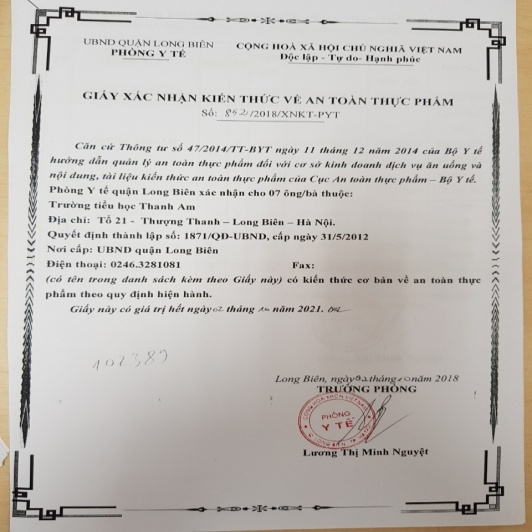 UBND QUẬN LONG BIÊN
PHÒNG Y TẾ
CỘNG HOÀ XÃ HỘI CHỦ NGHĨA VIỆT NAM
Độc lập - Tự do- Hạnh phúc
GIẤY XÁC NHẬN KIẾN THỨC VỀ AN TOÀN THỰC PHẨM
Số: 852/2018/XNKT-PYT
Căn cứ Thông tư số 47/2014/TT-BYT ngày 11 tháng 12 năm 2014 của Bộ Y tế
hướng dẫn quản lý an toàn thực phẩm đối với cơ sở kinh doanh dịch vụ ăn uống và
nội dung, tài liệu kiến thức an toàn thực phẩm của Cục An toàn thực phẩm – Bộ Y tế.
Phòng Y tế quận Long Biên xác nhận cho 07 ông/bà thuộc:
Trường tiểu học Thanh Am
Địa chỉ: Tổ 21 - Thượng Thanh – Long Biên – Hà Nội.
Quyết định thành lập số: 1871/QĐ-UBND, cấp ngày 31/5/2012
Nơi cấp: UBND quận Long Biên
Điện thoại: 0246.3281081 Fax:
(có tên trong danh sách kèm theo Giấy này) có kiến thức cơ bản về an toàn thực
phẩm theo quy định hiện hành.
Giấy này có giá trị hết ngày 02 tháng 10 năm 2021.
102389
Long Biên, ngày 02 tháng 10 năm 2018
TRƯỞNG PHÒNG
PHÒNG
Y TẾ
Lương Thị Minh Nguyệt